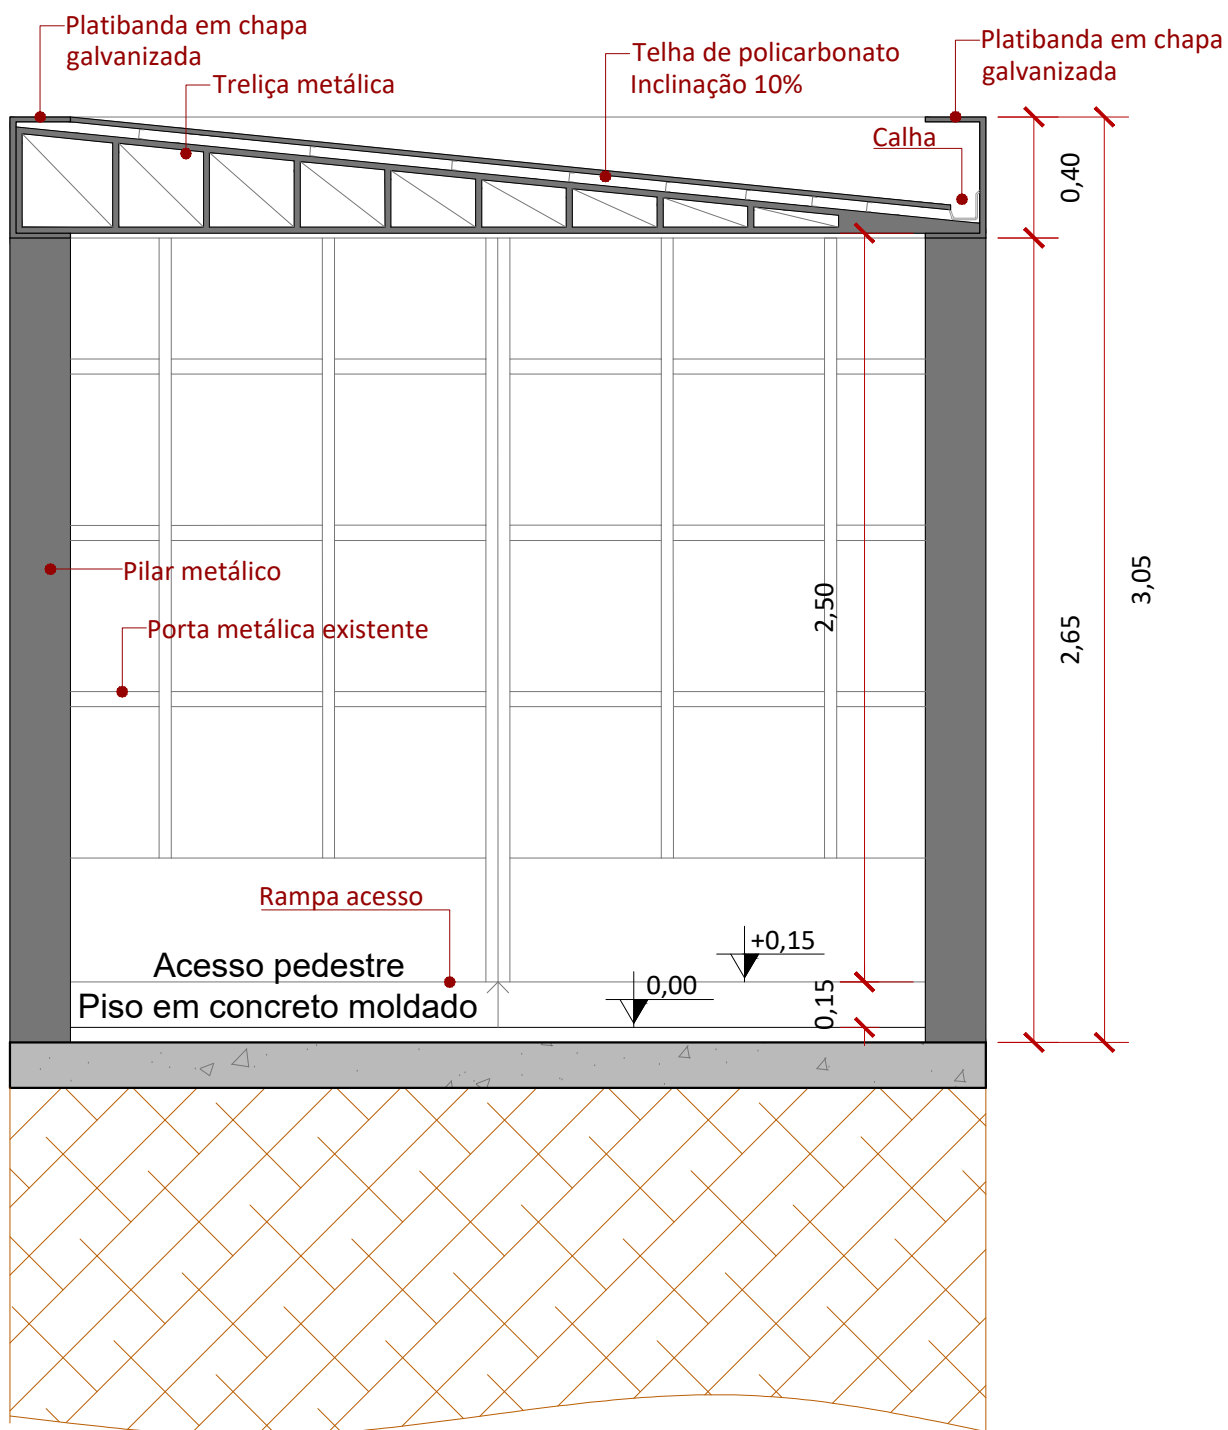 Platibanda em chapa
galvanizada
Treliça metálica
Telha de policarbonato
Inclinação 10%
Platibanda em chapa
galvanizada
Calha
0,40
Pilar metálico
Porta metálica existente
2,50
2,65
3,05
Rampa acesso
Acesso pedestre
Piso em concreto moldado
+0,15
0,00
0,15